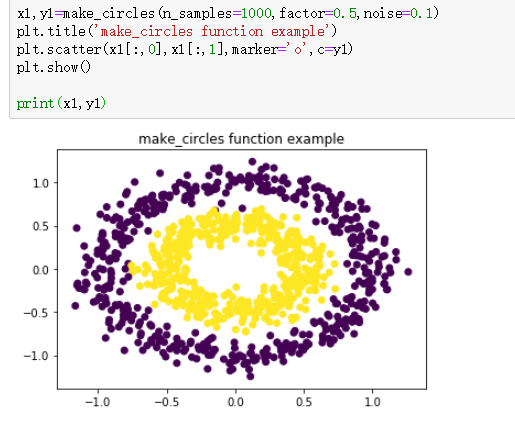 x1,y1=make_circles(n_samples=1000,factor=0.5,noise=0.1)
plt.title('make_circles function example')
plt.scatter(x1[:,0],x1[:,1],marker='o',c=y1)
plt.show()
print(x1,y1)
make_circles function example
1.0
0.5
0.0
−0.5
−1.0
−1.0 −0.5 0.0 0.5 1.0